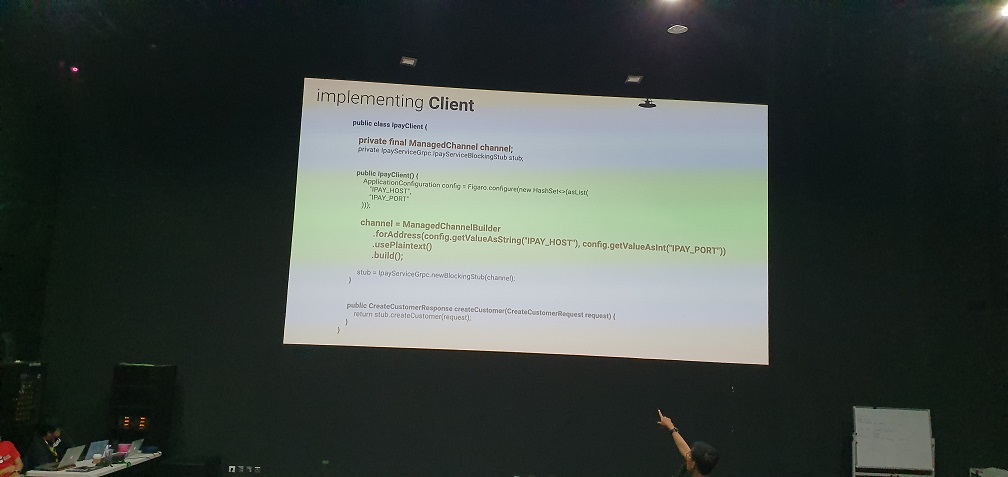 implementing Client
public class IpayClient {
private final ManagedChannel channel;
private IpayServiceGrpc.IpayServiceBlockingStub stub;
public IpayClient() {
ApplicationConfiguration config = Figaro.configure(new HashSet<>(asList(
"IPAY_HOST",
"IPAY_PORT"
)));
channel = ManagedChannelBuilder
.forAddress(config.getValueAsString("IPAY_HOST"), config.getValueAsInt("IPAY_PORT"))
.usePlaintext()
.build();
stub = IpayServiceGrpc.newBlockingStub(channel);
}
public CreateCustomerResponse createCustomer(CreateCustomerRequest request) {
return stub.createCustomer(request);
}
}